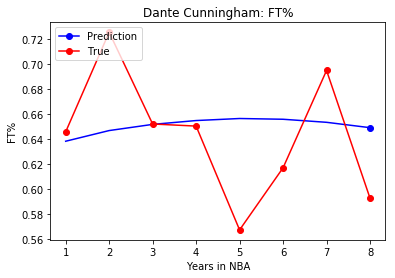 Dante Cunningham: FT%
Prediction
True
FT%
0.72
0.70
0.68
0.66
0.64
0.62
0.60
0.58
0.56
1 2 3 4 5 6 7 8
Years in NBA